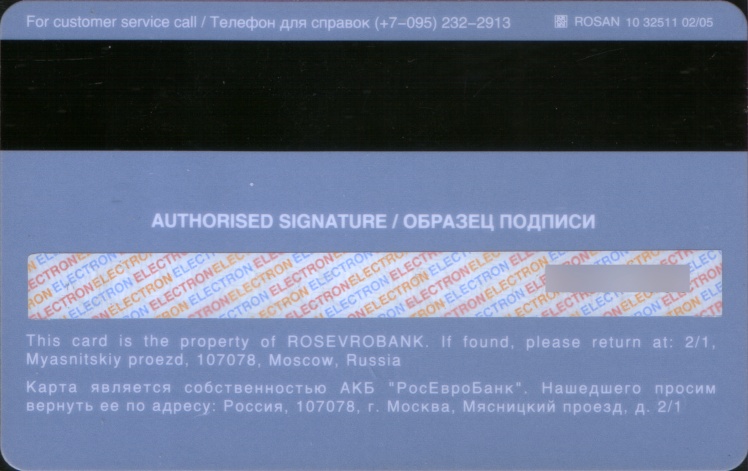 For customer service call / Телефон для справок (+7-095) 232-2913
ROSAN 10 32511 02/05
AUTHORISED SIGNATURE / ОБРАЗЕЦ ПОДПИСИ
ELECTRON ELECTRON ELECTRON ELECTRON ELECTRON ELECTRON
This card is the property of ROSEVROBANK. If found, please return at: 2/1,
Myasnitskiy proezd, 107078, Moscow, Russia
Карта является собственностью АКБ "РосЕвроБанк". Нашедшего просим
вернуть ее по адресу: Россия, 107078, г. Москва, Мясницкий проезд, д. 2/1